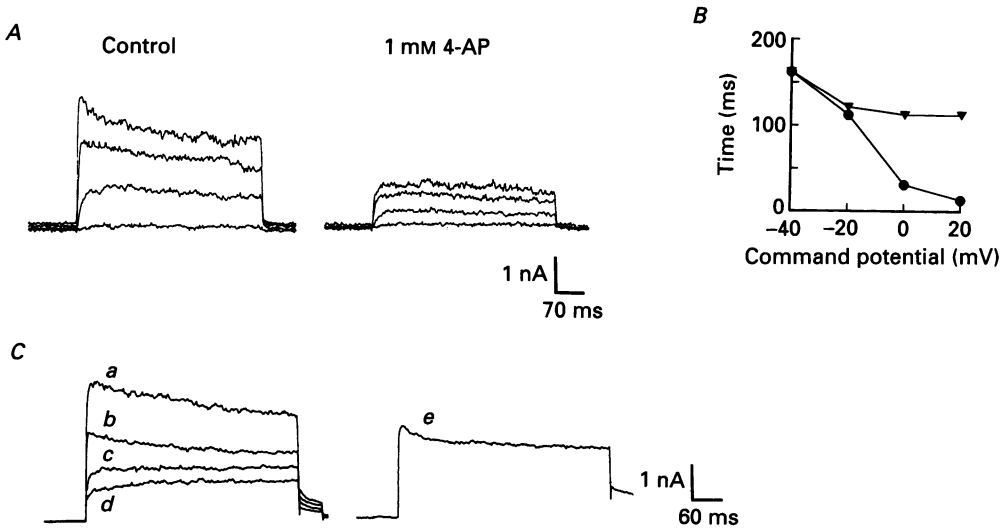 A
Control
1 mM 4-AP
1 nA
70 ms
B
200
100
0
Time (ms)
−40 −20 0 20
Command potential (mV)
C
a
b
c
d
e
1 nA
60 ms